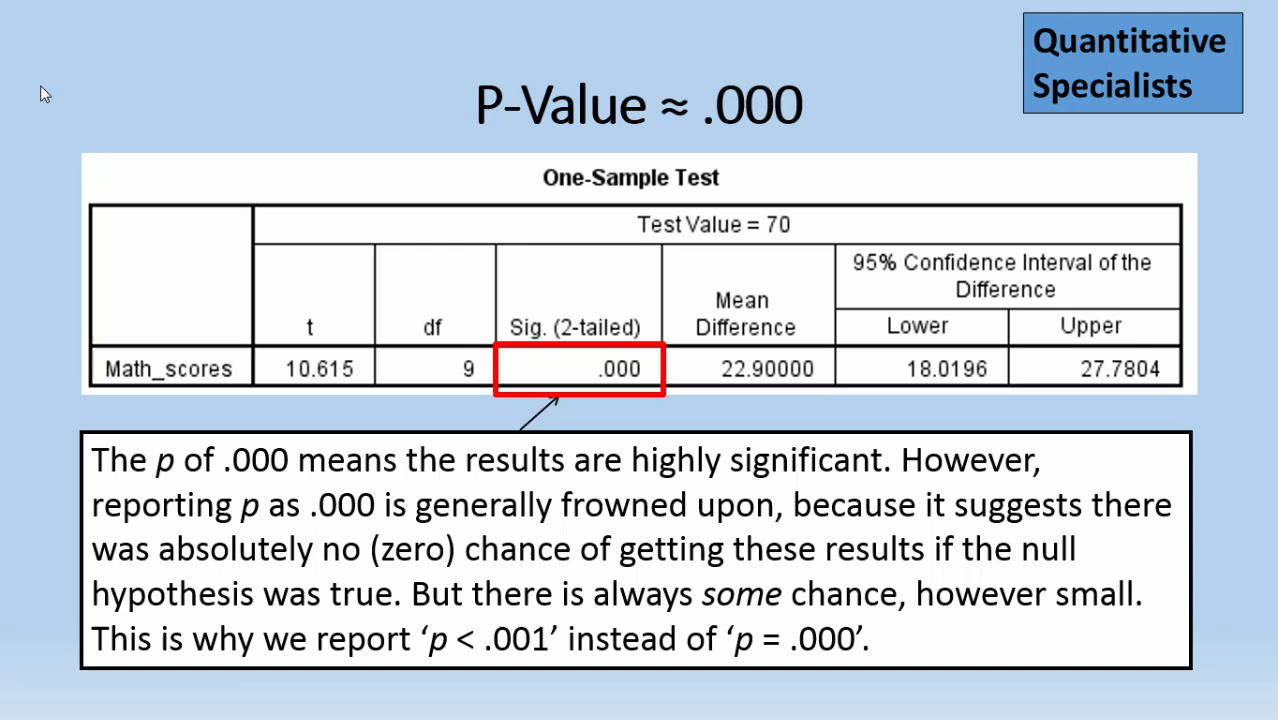 Quantitative
Specialists
P-Value ≈ .000
One-Sample Test
Test Value = 70
95% Confidence Interval of the
Difference
t df Sig. (2-tailed) Mean
Difference Lower Upper
Math_scores 10.615 9 .000 22.90000 18.0196 27.7804
The p of .000 means the results are highly significant. However,
reporting p as .000 is generally frowned upon, because it suggests there
was absolutely no (zero) chance of getting these results if the null
hypothesis was true. But there is always some chance, however small.
This is why we report ‘p < .001’ instead of ‘p = .000’.